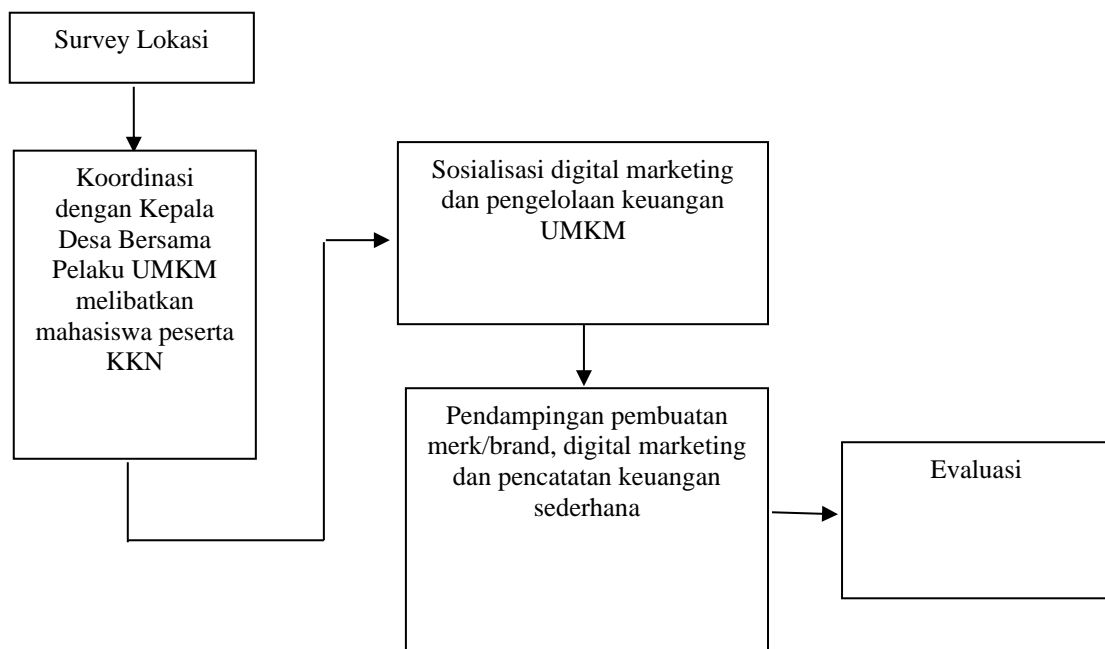 Survey Lokasi
Koordinasi
dengan Kepala
Desa Bersama
Pelaku UMKM
melibatkan
mahasiswa peserta
KKN
Sosialisasi digital marketing
dan pengelolaan keuangan
UMKM
Pendampingan pembuatan
merk/brand, digital marketing
dan pencatatan keuangan
sederhana
Evaluasi